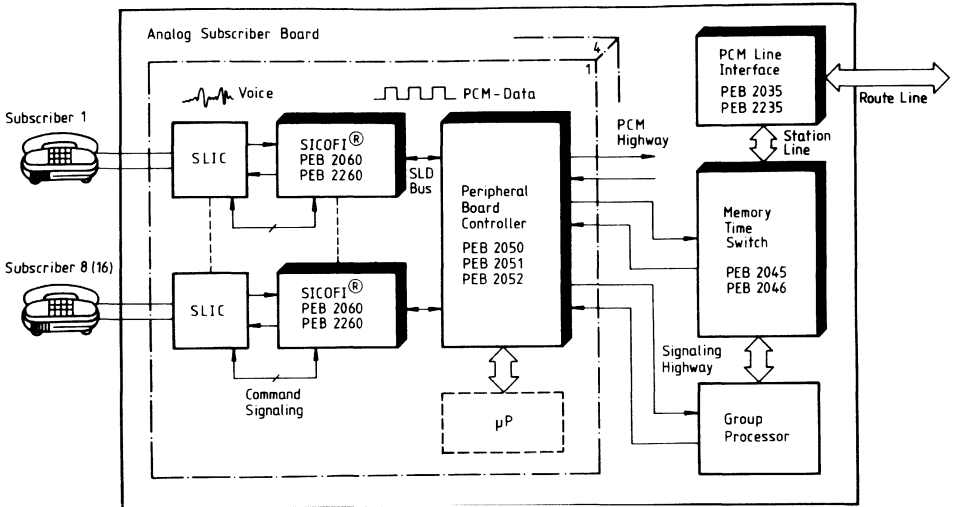 Analog Subscriber Board
4
1
Voice
PCM-Data
Subscriber 1
SLIC
SICOFI®
PEB 2060
PEB 2260
SLD
Bus
PCM
Highway
Peripheral
Board
Controller
PEB 2050
PEB 2051
PEB 2052
PCM Line
Interface
PEB 2035
PEB 2235
Route Line
Station
Line
Memory
Time
Switch
PEB 2045
PEB 2046
Subscriber 8 (16)
SLIC
SICOFI®
PEB 2060
PEB 2260
Command
Signaling
µP
Signaling
Highway
Group
Processor